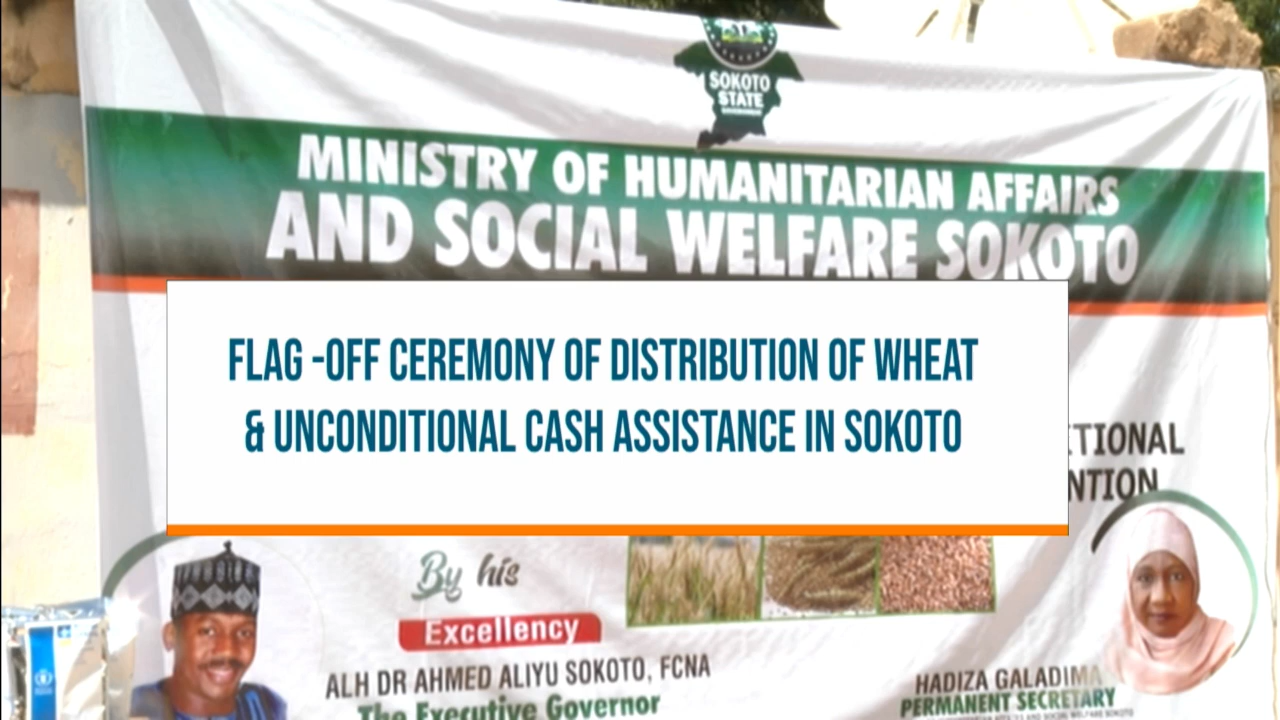 SOKOTO
STATE
MINISTRY OF HUMANITARIAN AFFAIRS
AND SOCIAL WELFARE SOKOTO
FLAG -OFF CEREMONY OF DISTRIBUTION OF WHEAT
& UNCONDITIONAL CASH ASSISTANCE IN SOKOTO
ITIONAL
NTION
By his
Excellency
ALH DR AHMED ALIYU SOKOTO, FCNA
The Executive Governor
HADIZA GALADIMA
PERMANENT SECRETARY